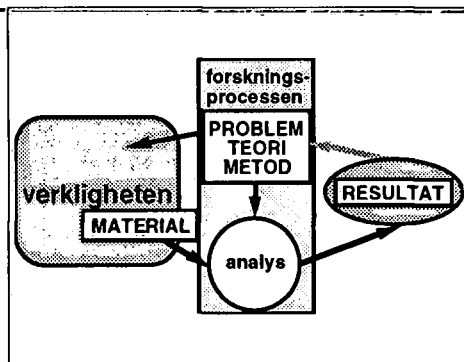 forsknings-
processen
PROBLEM
TEORI
METOD
verkligheten
MATERIAL
RESULTAT
analys